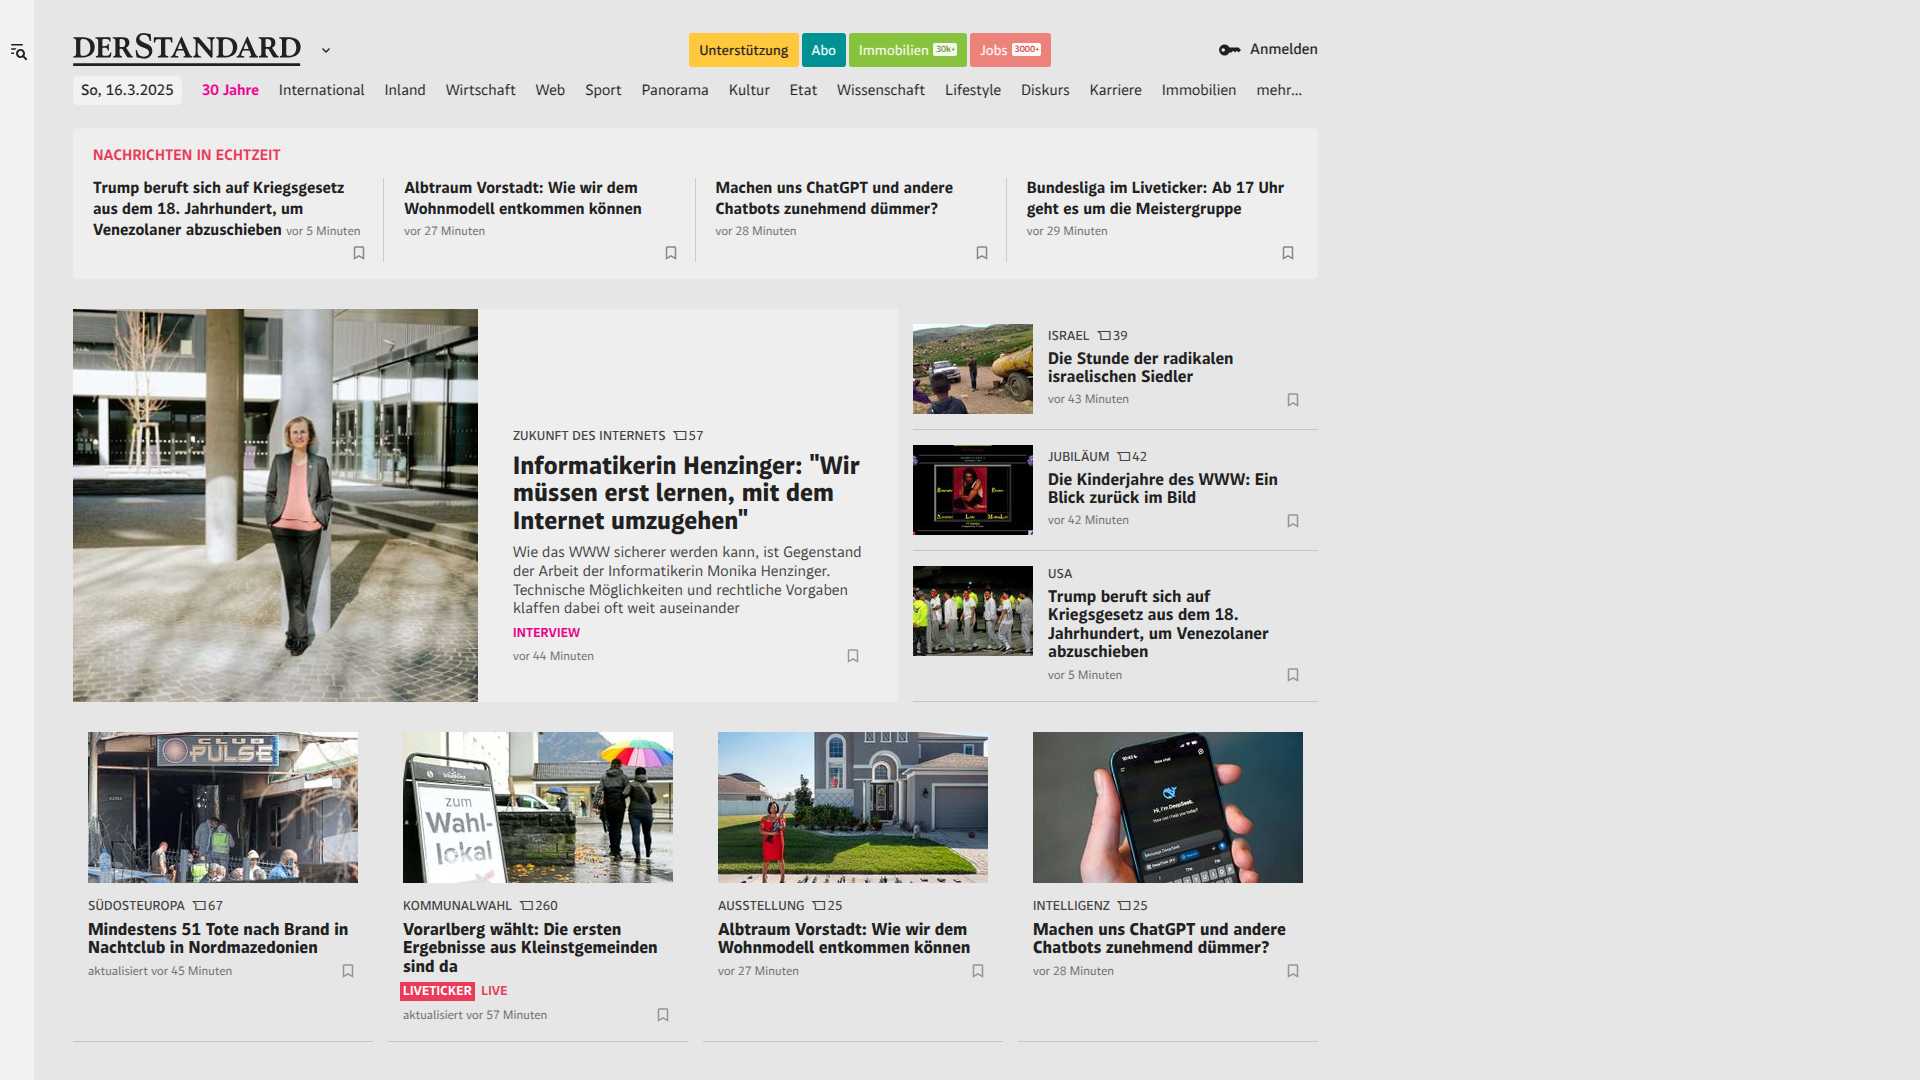 DERSTANDARD
Unterstützung
Abo
Immobilien 30k+
Jobs 3000+
Anmelden
So, 16.3.2025
30 Jahre
International
Inland
Wirtschaft
Web
Sport
Panorama
Kultur
Etat
Wissenschaft
Lifestyle
Diskurs
Karriere
Immobilien
mehr...
NACHRICHTEN IN ECHTZEIT
Trump beruft sich auf Kriegsgesetz
aus dem 18. Jahrhundert, um
Venezolaner abzuschieben vor 5 Minuten
Albtraum Vorstadt: Wie wir dem
Wohnmodell entkommen können
vor 27 Minuten
Machen uns ChatGPT und andere
Chatbots zunehmend dümmer?
vor 28 Minuten
Bundesliga im Liveticker: Ab 17 Uhr
geht es um die Meistergruppe
vor 29 Minuten
ZUKUNFT DES INTERNETS 57
Informatikerin Henzinger: "Wir
müssen erst lernen, mit dem
Internet umzugehen"
Wie das WWW sicherer werden kann, ist Gegenstand
der Arbeit der Informatikerin Monika Henzinger.
Technische Möglichkeiten und rechtliche Vorgaben
klaffen dabei oft weit auseinander
INTERVIEW
vor 44 Minuten
ISRAEL 39
Die Stunde der radikalen
israelischen Siedler
vor 43 Minuten
JUBILÄUM 42
Die Kinderjahre des WWW: Ein
Blick zurück im Bild
vor 42 Minuten
USA
Trump beruft sich auf
Kriegsgesetz aus dem 18.
Jahrhundert, um Venezolaner
abzuschieben
vor 5 Minuten
CLUB
PULSE
SÜDOSTEUROPA 67
Mindestens 51 Tote nach Brand in
Nachtclub in Nordmazedonien
aktualisiert vor 45 Minuten
zum
Wahl-
lokal
KOMMUNALWAHL 260
Vorarlberg wählt: Die ersten
Ergebnisse aus Kleinstgemeinden
sind da
LIVETICKER LIVE
aktualisiert vor 57 Minuten
AUSSTELLUNG 25
Albtraum Vorstadt: Wie wir dem
Wohnmodell entkommen können
vor 27 Minuten
New chat
Hi, I'm DeepSeek.
How can I help you today?
INTELLIGENZ 25
Machen uns ChatGPT und andere
Chatbots zunehmend dümmer?
vor 28 Minuten